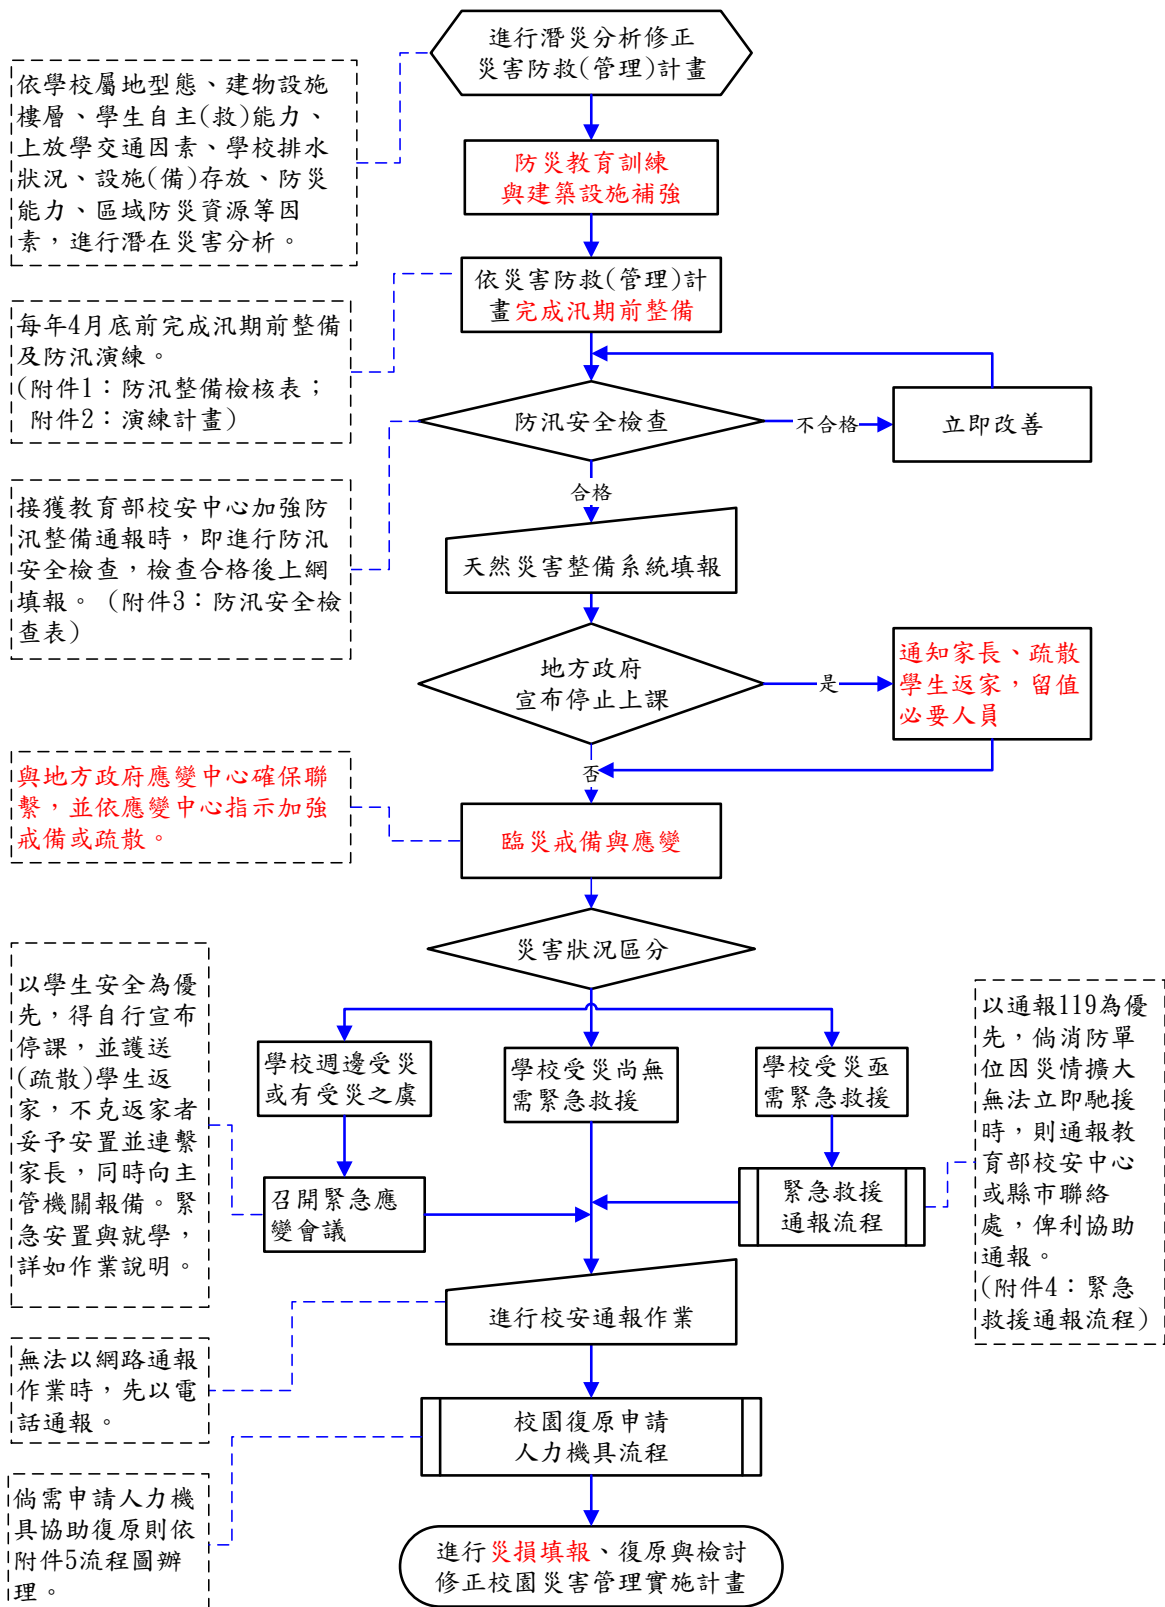 進行潛災分析修正
災害防救(管理)計畫
依學校屬地型態、建物設施
樓層、學生自主(救)能力、
上放學交通因素、學校排水
狀況、設施(備)存放、防災
能力、區域防災資源等因
素，進行潛在災害分析。
防災教育訓練
與建築設施補強
依災害防救(管理)計
畫完成汛期前整備
每年4月底前完成汛期前整備
及防汛演練。
(附件1：防汛整備檢核表；
附件2：演練計畫)
防汛安全檢查
不合格
立即改善
合格
接獲教育部校安中心加強防
汛整備通報時，即進行防汛
安全檢查，檢查合格後上網
填報。（附件3：防汛安全檢
查表)
天然災害整備系統填報
地方政府
宣布停止上課
是
通知家長、疏散
學生返家，留值
必要人員
否
與地方政府應變中心確保聯
繫，並依應變中心指示加強
戒備或疏散。
臨災戒備與應變
災害狀況區分
以學生安全為優
先，得自行宣布
停課，並護送
(疏散)學生返
家，不克返家者
妥予安置並連繫
家長，同時向主
管機關報備。緊
急安置與就學，
詳如作業說明。
學校週邊受災
或有受災之虞
學校受災尚無
需緊急救援
學校受災亟
需緊急救援
以通報119為優
先，倘消防單
位因災情擴大
無法立即馳援
時，則通報教
育部校安中心
或縣市聯絡
處，俾利協助
通報。
(附件4：緊急
救援通報流程)
召開緊急應
變會議
緊急救援
通報流程
進行校安通報作業
無法以網路通報
作業時，先以電
話通報。
校園復原申請
人力機具流程
倘需申請人力機
具協助復原則依
附件5流程圖辦
理。
進行災損填報、復原與檢討
修正校園災害管理實施計畫